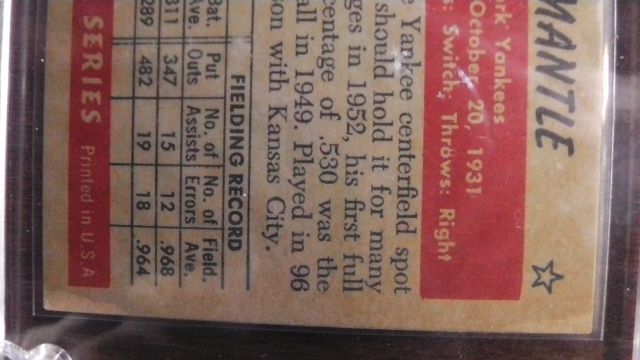 MANTLE
rk Yankees
October 20, 1931
s: Switch; Throws: Right
e Yankee centerfield spot
should hold it for many
ges in 1952, his first full
centage of .530 was the
all in 1949. Played in 96
son with Kansas City.
FIELDING RECORD
Bat. Ave. Put Outs No. of Assists No. of Errors Field. Ave.
311 347 15 12 .968
289 482 19 18 .964
SERIES Printed in U.S.A